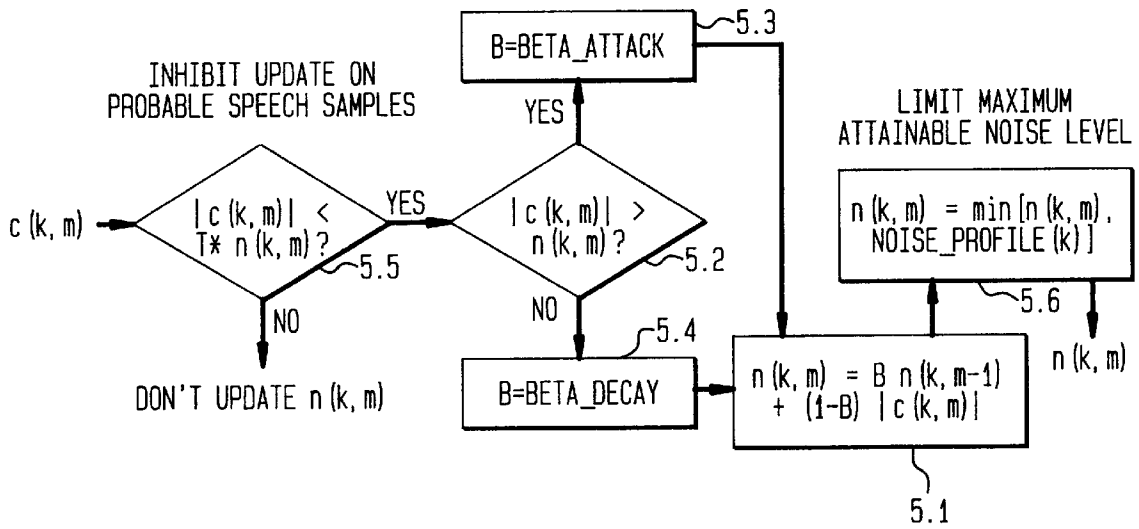 5.3
B=BETA_ATTACK
INHIBIT UPDATE ON
PROBABLE SPEECH SAMPLES
LIMIT MAXIMUM
ATTAINABLE NOISE LEVEL
YES
c(k,m)
|c(k,m)| <
T* n(k,m)?
YES
|c(k,m)| >
n(k,m)?
n(k,m) = min[n(k,m),
NOISE_PROFILE(k)]
5.5
5.2
5.6
NO
NO
5.4
n(k,m)
DON'T UPDATE n(k,m)
B=BETA_DECAY
n(k,m) = B n(k,m-1)
+ (1-B) |c(k,m)|
5.1